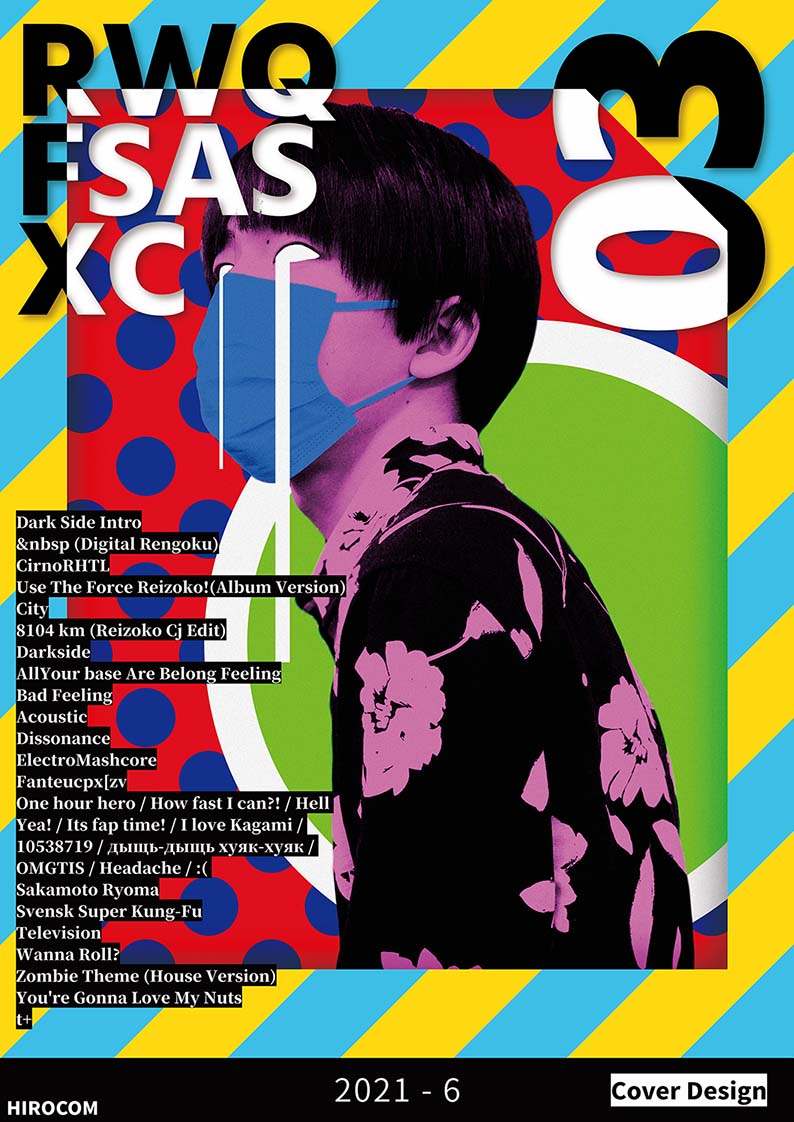 RWQ
FSAS
XC
03
Dark Side Intro
&nbsp (Digital Rengoku)
CirnoRHTL
Use The Force Reizoko!(Album Version)
City
8104 km (Reizoko Cj Edit)
Darkside
AllYour base Are Belong Feeling
Bad Feeling
Acoustic
Dissonance
ElectroMashcore
Fanteucpx[zv
One hour hero / How fast I can?! / Hell
Yea! / Its fap time! / I love Kagami /
10538719 / дыщь-дыщь хуяк-хуяк /
OMGTIS / Headache / :(
Sakamoto Ryoma
Svensk Super Kung-Fu
Television
Wanna Roll?
Zombie Theme (House Version)
You're Gonna Love My Nuts
t+
HIROCOM
2021 - 6
Cover Design